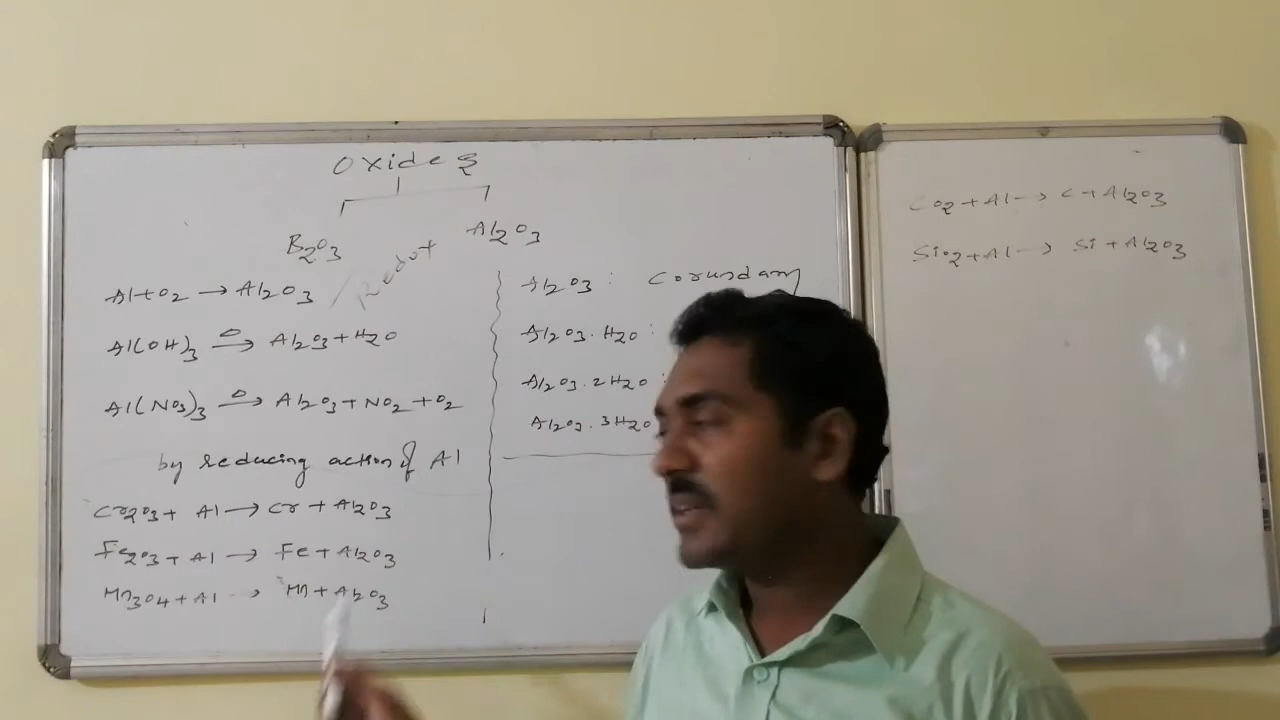 Oxides
B2O3
Al2O3
Al+O2 → Al2O3
Al(OH)3 △→ Al2O3+H2O
Al(NO3)3 △→ Al2O3+NO2+O2
by reducing action of Al
Cr2O3+ Al → Cr + Al2O3
Fe2O3+Al → Fe+Al2O3
Mn3O4+Al → Mn+Al2O3
Al2O3 : Corundam
Al2O3.H2O :
Al2O3.2H2O :
Al2O3.3H2O
CO2+Al → C+Al2O3
SiO2+Al → Si+Al2O3